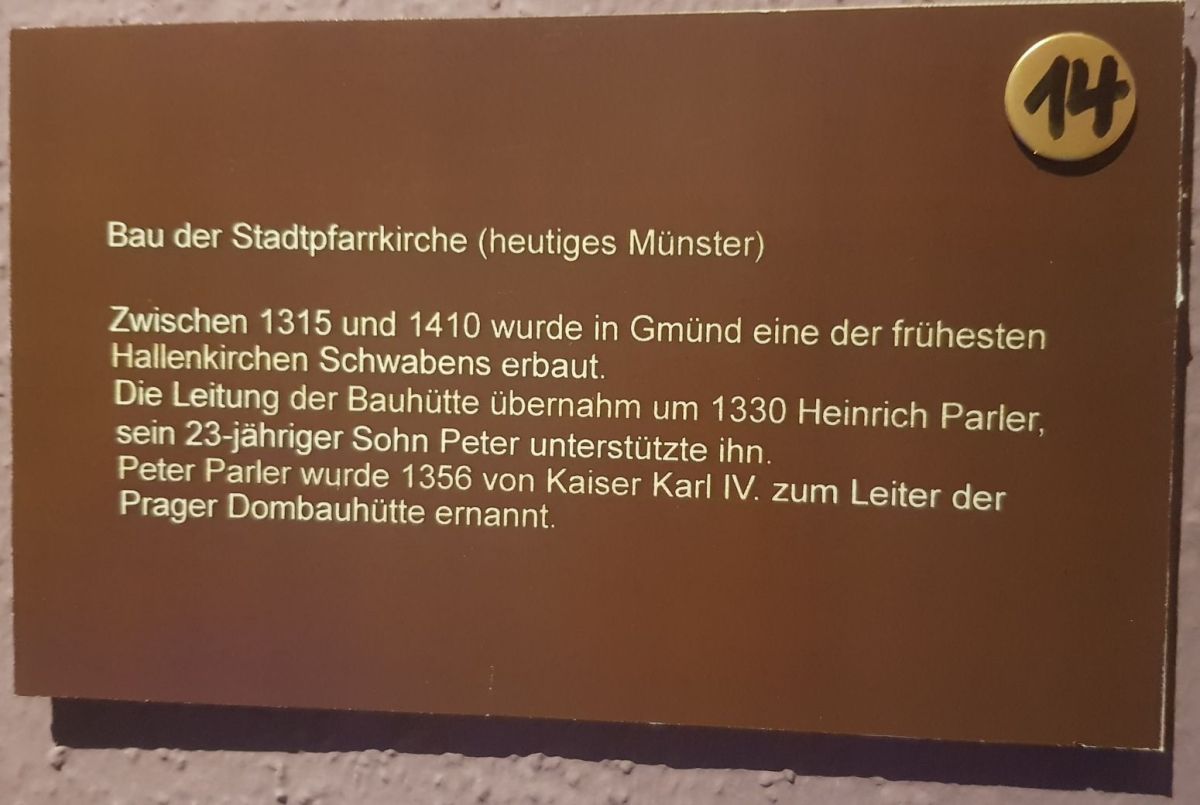 14
Bau der Stadtpfarrkirche (heutiges Münster)
Zwischen 1315 und 1410 wurde in Gmünd eine der frühesten
Hallenkirchen Schwabens erbaut.
Die Leitung der Bauhütte übernahm um 1330 Heinrich Parler,
sein 23-jähriger Sohn Peter unterstützte ihn.
Peter Parler wurde 1356 von Kaiser Karl IV. zum Leiter der
Prager Dombauhütte ernannt.